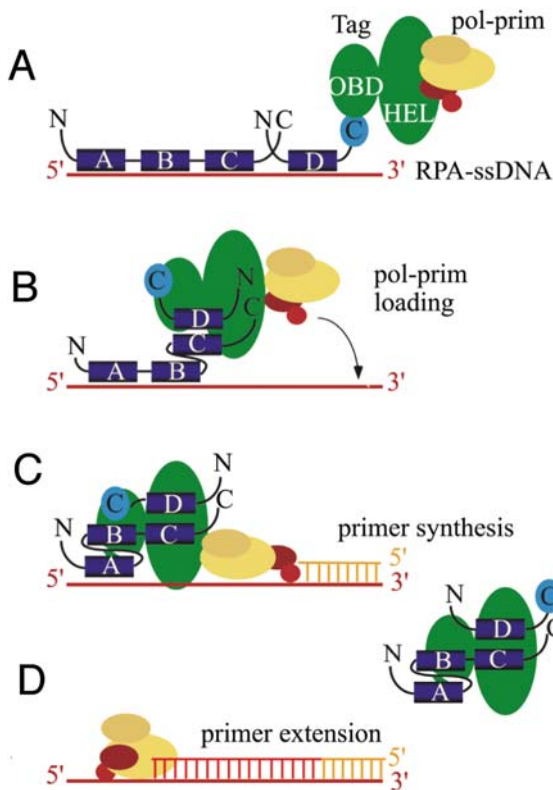 A
Tag
pol-prim
OBD
HEL
C
N
N C
A B C D
5'
3'
RPA-ssDNA
B
C
N
D
C
C
pol-prim
loading
N
A
B
5'
3'
C
N
C
D
C
N
B
C
A
primer synthesis
5'
5'
3'
N
C
D
C
N
B
C
A
D
primer extension
5'
5'
3'